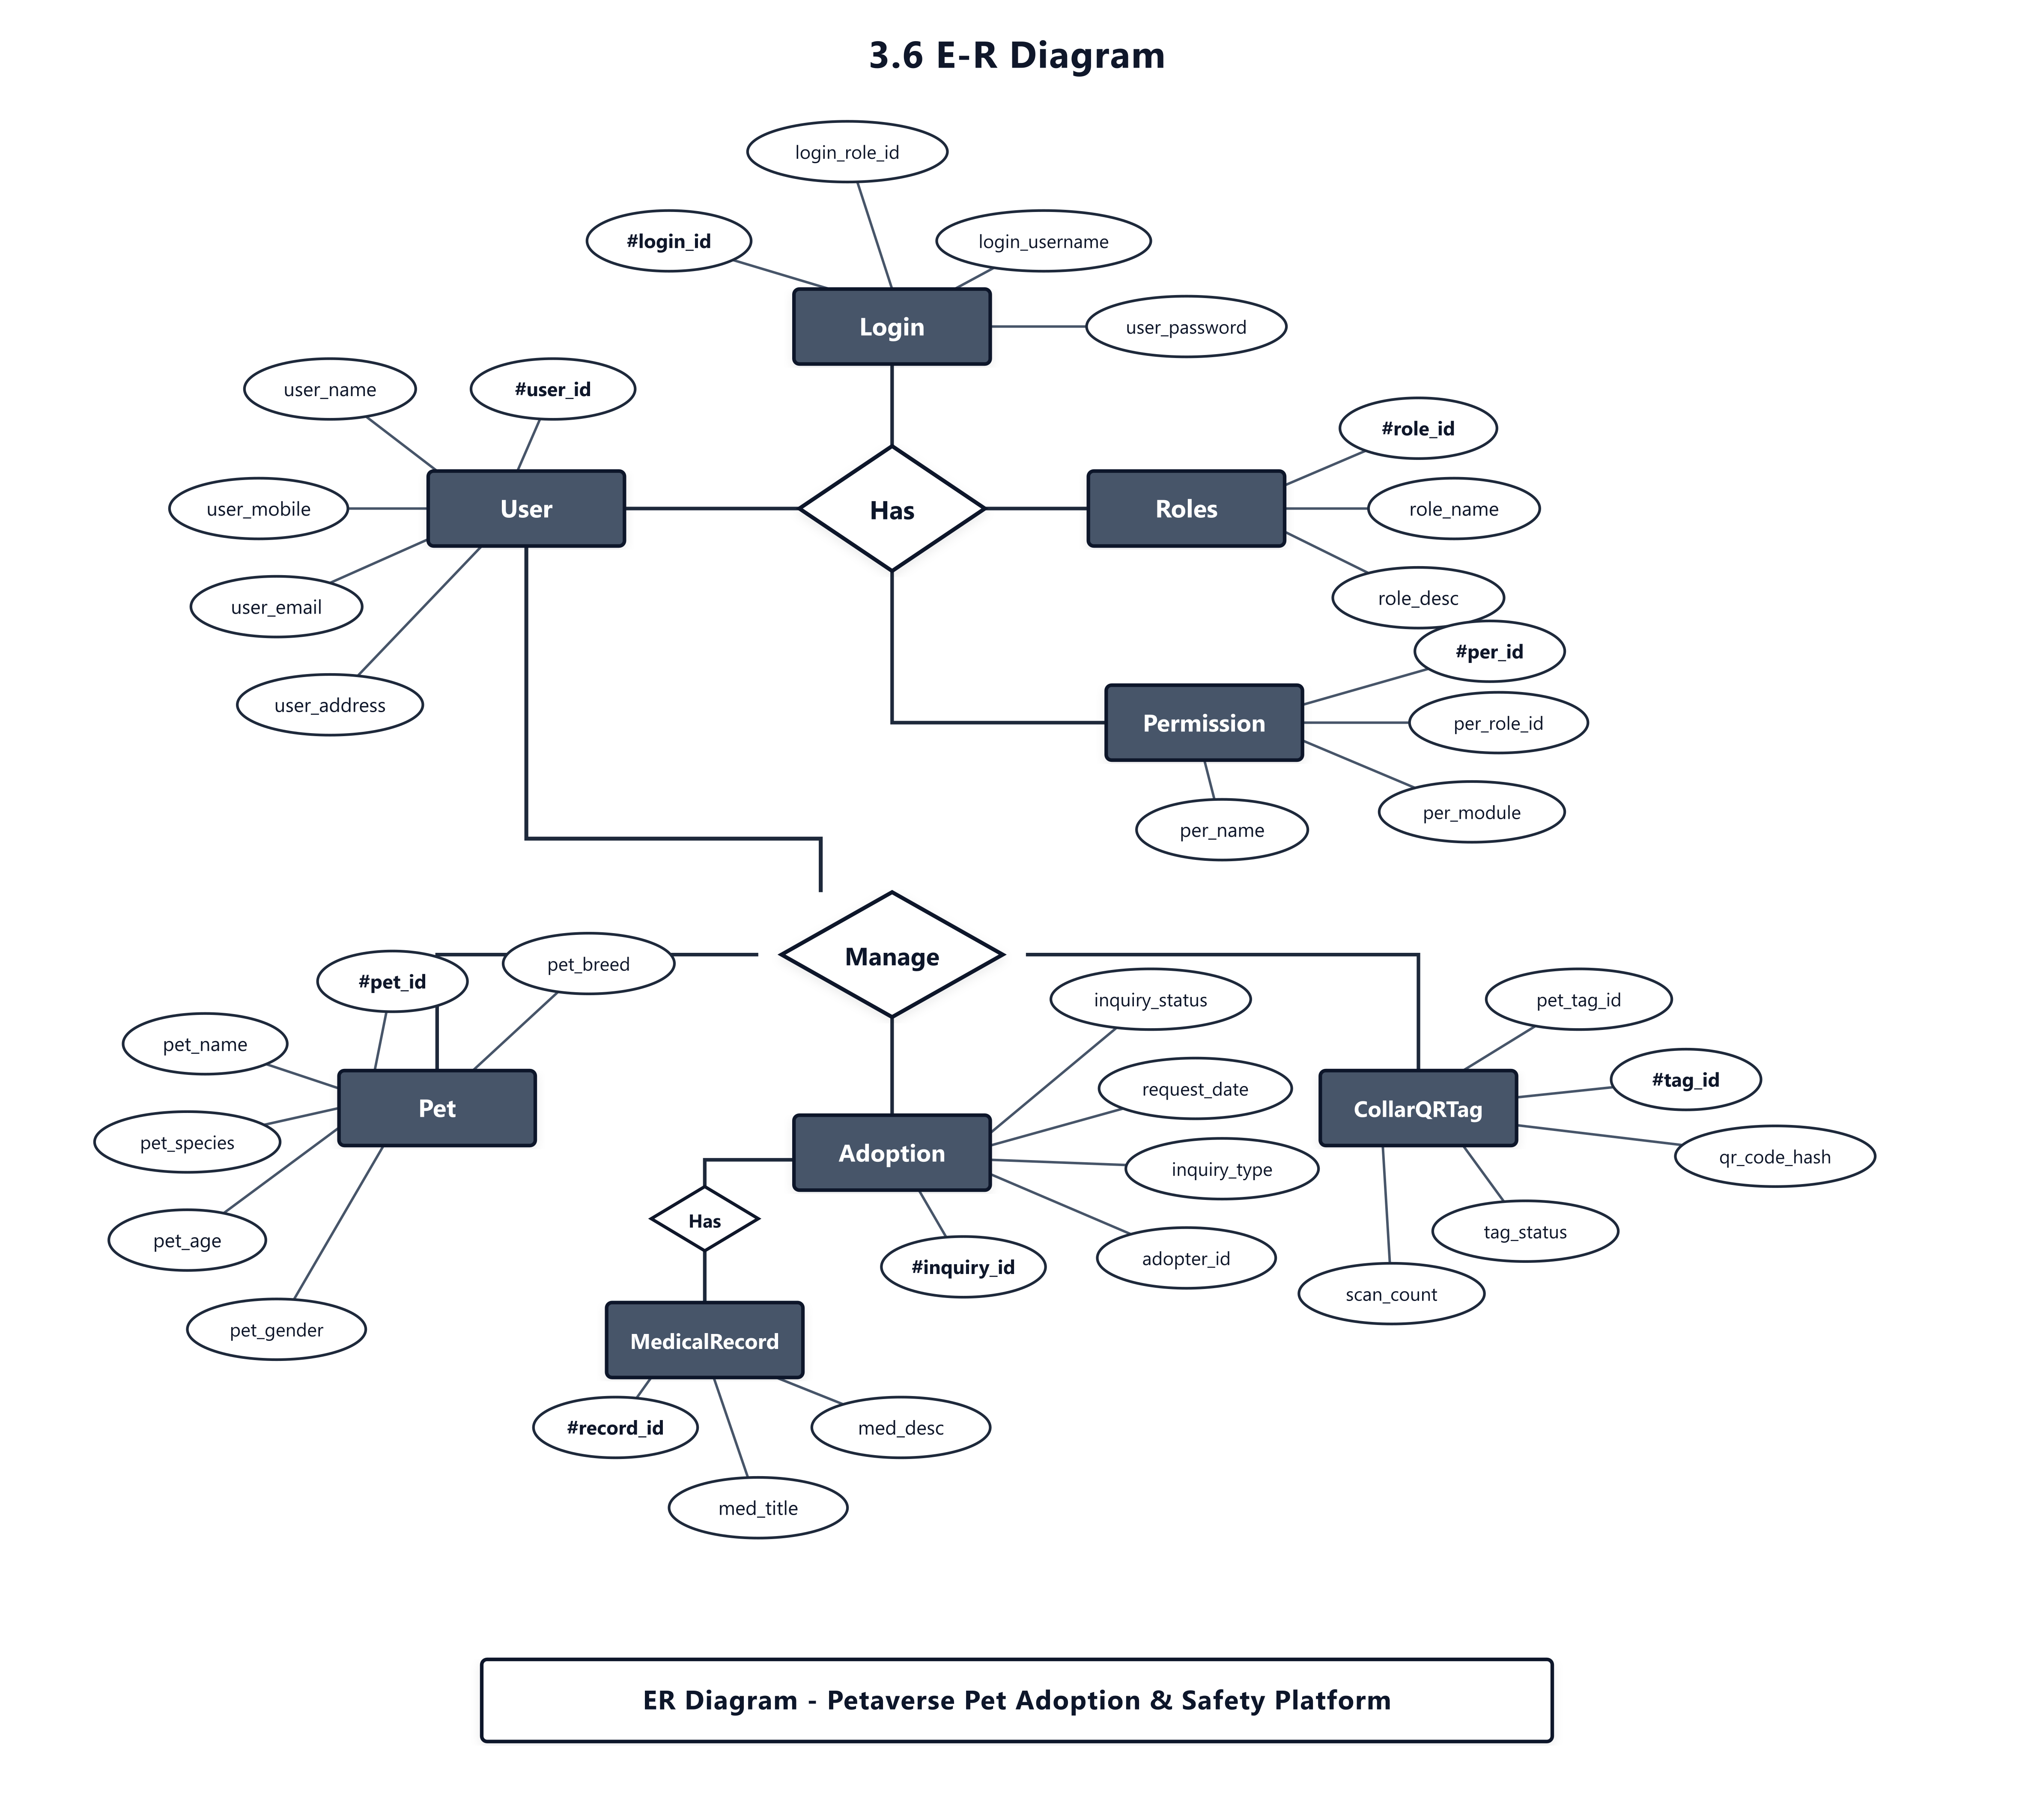 3.6 E-R Diagram
login_role_id
#login_id
login_username
Login
user_password
user_name
#user_id
#role_id
user_mobile
User
Has
Roles
role_name
user_email
role_desc
#per_id
user_address
Permission
per_role_id
per_module
per_name
Manage
pet_breed
#pet_id
inquiry_status
pet_tag_id
pet_name
request_date
#tag_id
Pet
CollarQRTag
pet_species
Adoption
inquiry_type
qr_code_hash
Has
tag_status
pet_age
#inquiry_id
adopter_id
scan_count
pet_gender
MedicalRecord
#record_id
med_desc
med_title
ER Diagram - Petaverse Pet Adoption & Safety Platform